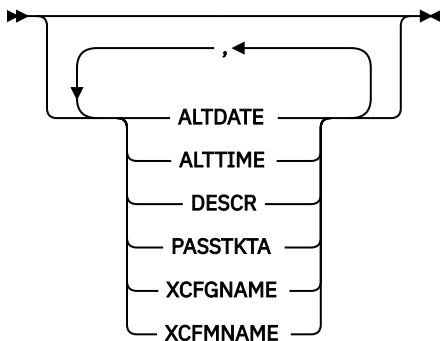 ,
ALTDATE
ALTTIME
DESCR
PASSTKTA
XCFGNAME
XCFMNAME